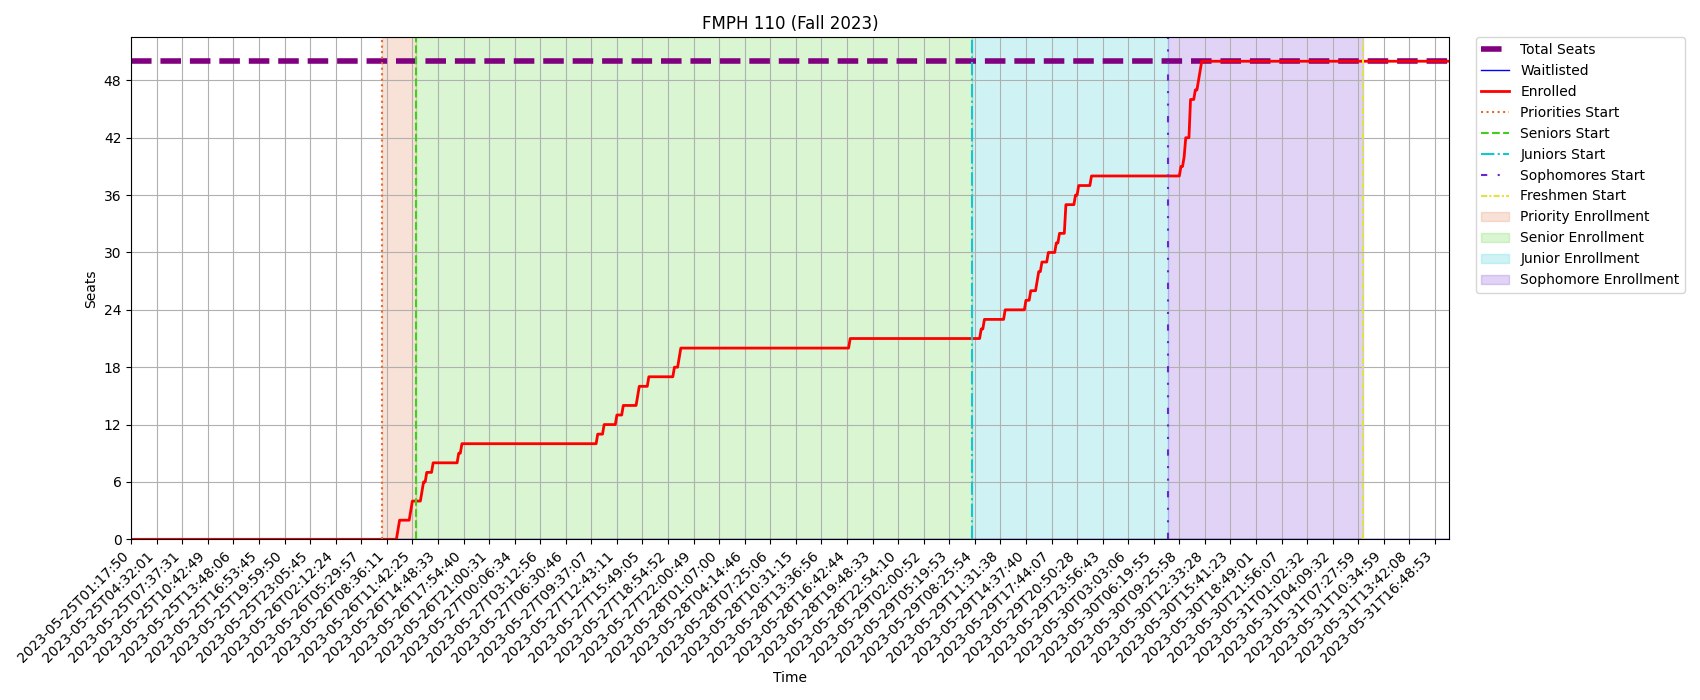 FMPH 110 (Fall 2023)
Total Seats
Waitlisted
Enrolled
Priorities Start
Seniors Start
Juniors Start
Sophomores Start
Freshmen Start
Priority Enrollment
Senior Enrollment
Junior Enrollment
Sophomore Enrollment
Seats
48
42
36
30
24
18
12
6
0
2023-05-25T01:17:50
2023-05-25T04:32:01
2023-05-25T07:37:31
2023-05-25T10:42:49
2023-05-25T13:48:06
2023-05-25T16:53:45
2023-05-25T19:59:50
2023-05-25T23:05:45
2023-05-26T02:12:24
2023-05-26T05:29:57
2023-05-26T08:36:11
2023-05-26T11:42:25
2023-05-26T14:48:33
2023-05-26T17:54:40
2023-05-26T21:00:31
2023-05-27T00:06:34
2023-05-27T03:12:56
2023-05-27T06:30:46
2023-05-27T09:37:07
2023-05-27T12:43:11
2023-05-27T15:49:05
2023-05-27T18:54:52
2023-05-27T22:00:49
2023-05-28T01:07:00
2023-05-28T04:14:46
2023-05-28T07:25:06
2023-05-28T10:31:15
2023-05-28T13:36:56
2023-05-28T16:42:44
2023-05-28T19:48:33
2023-05-28T22:54:10
2023-05-29T02:00:52
2023-05-29T05:19:53
2023-05-29T08:25:54
2023-05-29T11:31:38
2023-05-29T14:37:40
2023-05-29T17:44:07
2023-05-29T20:50:28
2023-05-29T23:56:43
2023-05-30T03:03:06
2023-05-30T06:19:55
2023-05-30T09:25:58
2023-05-30T12:33:28
2023-05-30T15:41:23
2023-05-30T18:49:01
2023-05-30T21:56:07
2023-05-31T01:02:32
2023-05-31T04:09:32
2023-05-31T07:27:59
2023-05-31T10:34:59
2023-05-31T13:42:08
2023-05-31T16:48:53
Time